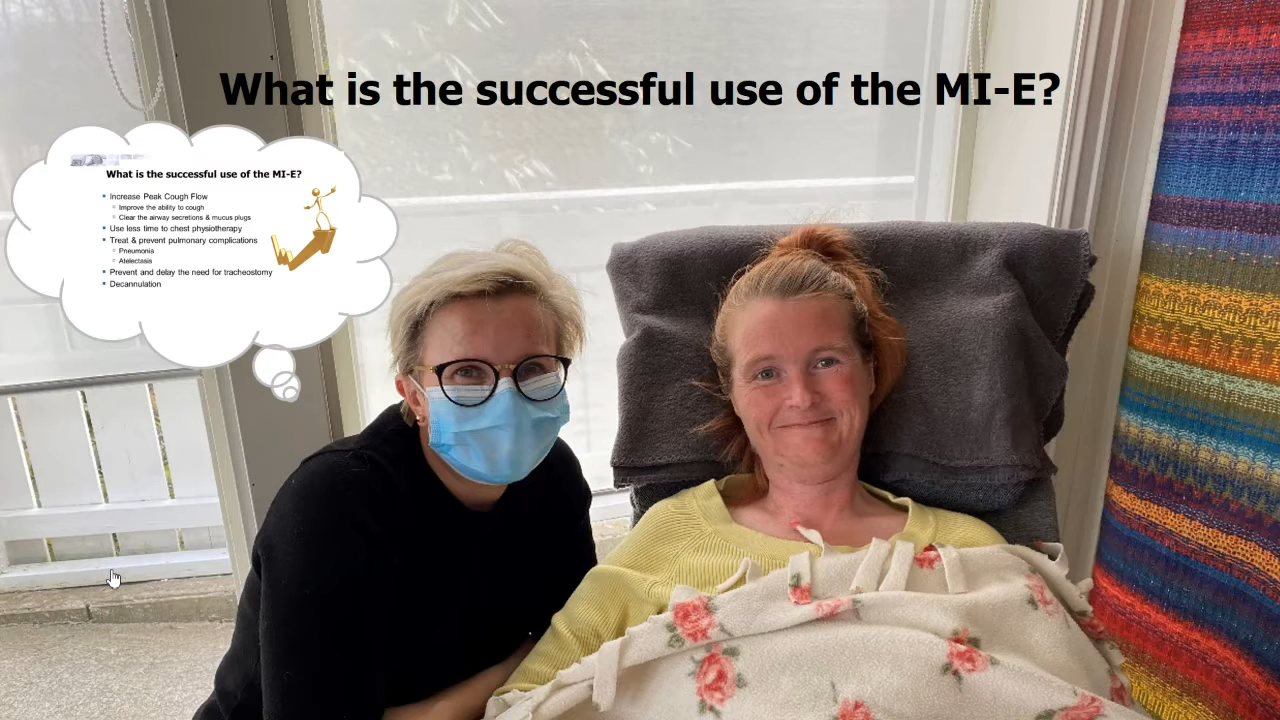 What is the successful use of the MI-E?
What is the successful use of the MI-E?
Increase Peak Cough Flow
Improve the ability to cough
Clear the airway secretions & mucus plugs
Use less time to chest physiotherapy
Treat & prevent pulmonary complications
Pneumonia
Atelectasis
Prevent and delay the need for tracheostomy
Decannulation